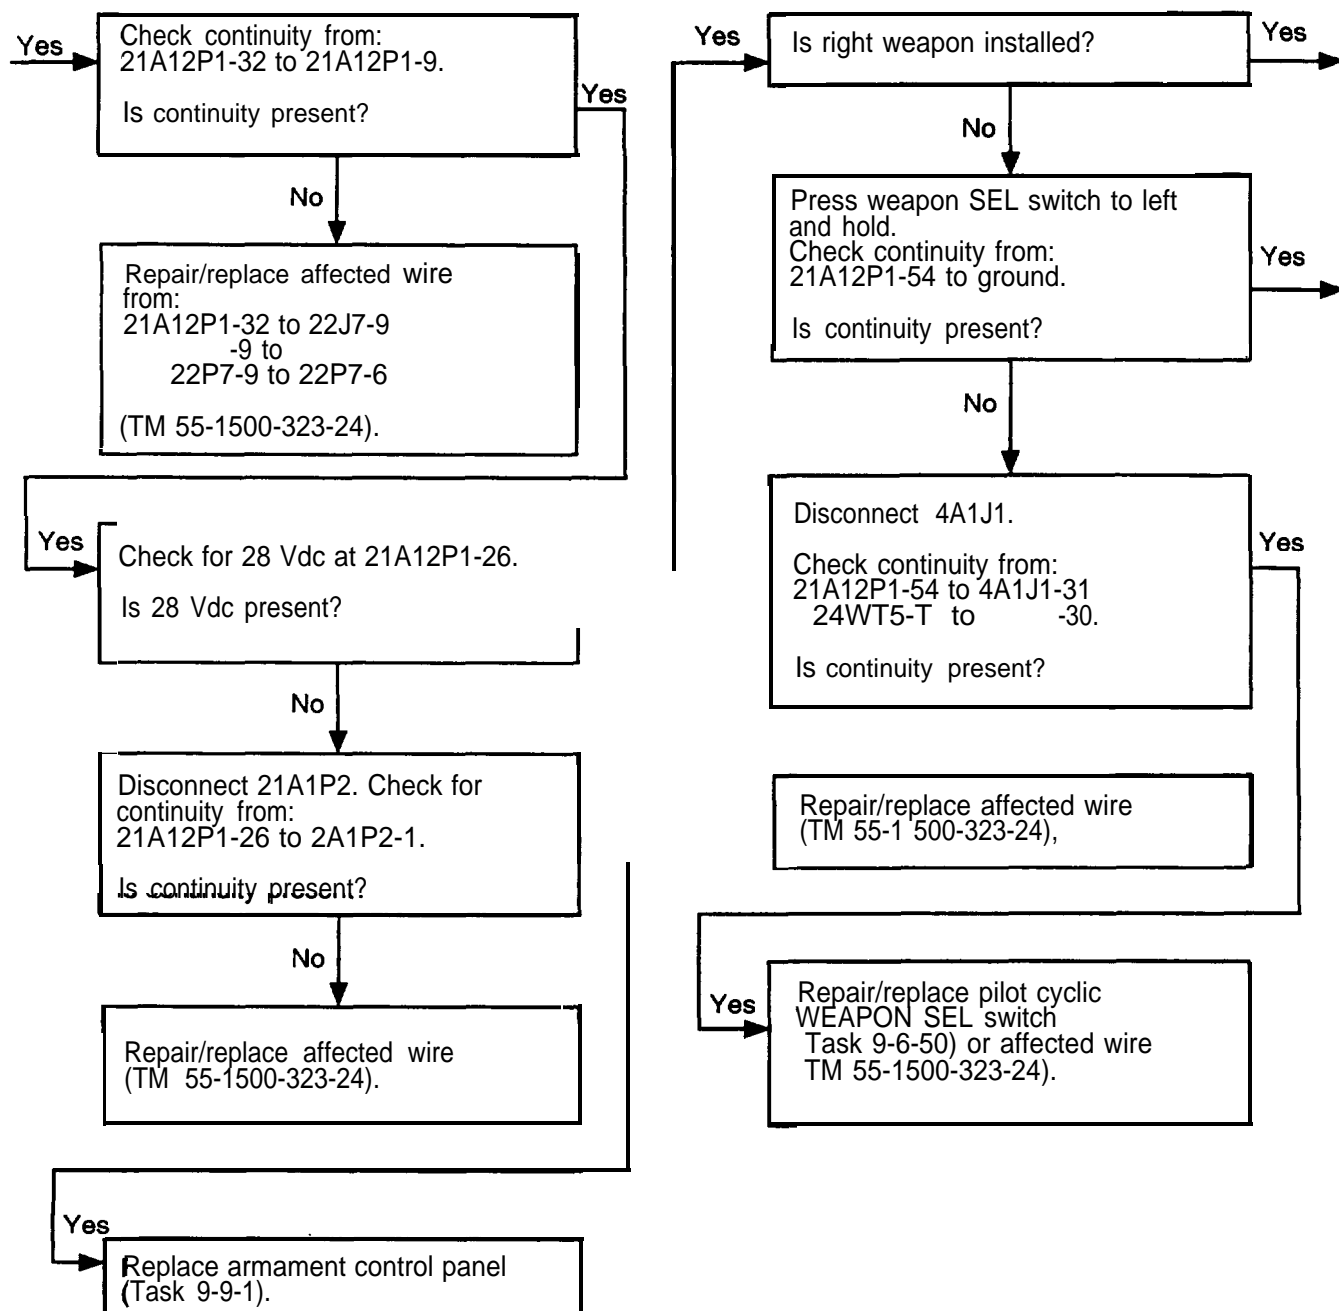 Yes
Check continuity from:
21A12P1-32 to 21A12P1-9.
Is continuity present?
Yes
No
Repair/replace affected wire
from:
21A12P1-32 to 22J7-9
-9 to
22P7-9 to 22P7-6
(TM 55-1500-323-24).
Yes
Check for 28 Vdc at 21A12P1-26.
Is 28 Vdc present?
No
Disconnect 21A1P2. Check for
continuity from:
21A12P1-26 to 2A1P2-1.
Is continuity present?
No
Repair/replace affected wire
(TM 55-1500-323-24).
Yes
Replace armament control panel
(Task 9-9-1).
Yes
Is right weapon installed?
Yes
No
Press weapon SEL switch to left
and hold.
Check continuity from:
21A12P1-54 to ground.
Is continuity present?
Yes
No
Disconnect 4A1J1.
Check continuity from:
21A12P1-54 to 4A1J1-31
24WT5-T to -30.
Is continuity present?
Yes
Repair/replace affected wire
(TM 55-1 500-323-24),
Yes
Repair/replace pilot cyclic
WEAPON SEL switch
Task 9-6-50) or affected wire
TM 55-1500-323-24).